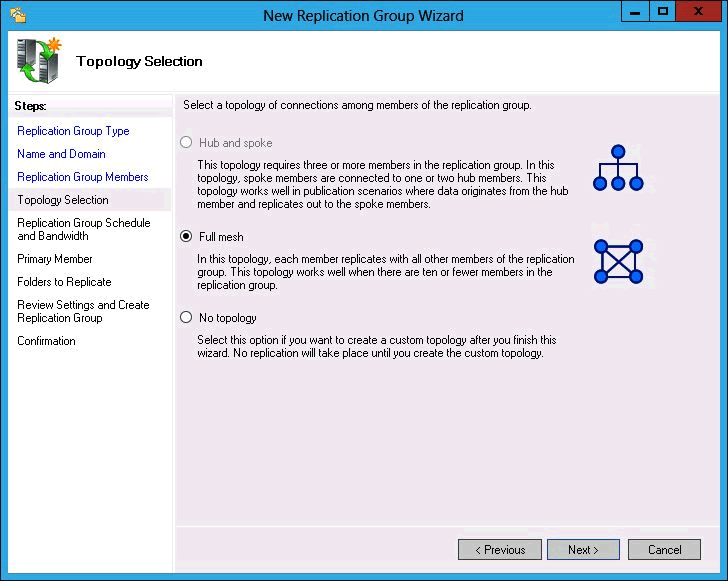 New Replication Group Wizard
X
Topology Selection
Steps:
Replication Group Type
Name and Domain
Replication Group Members
Topology Selection
Replication Group Schedule
and Bandwidth
Primary Member
Folders to Replicate
Review Settings and Create
Replication Group
Confirmation
Select a topology of connections among members of the replication group.
Hub and spoke
This topology requires three or more members in the replication group. In this
topology, spoke members are connected to one or two hub members. This
topology works well in publication scenarios where data originates from the hub
member and replicates out to the spoke members.
Full mesh
In this topology, each member replicates with all other members of the replication
group. This topology works well when there are ten or fewer members in the
replication group.
No topology
Select this option if you want to create a custom topology after you finish this
wizard. No replication will take place until you create the custom topology.
< Previous
Next >
Cancel